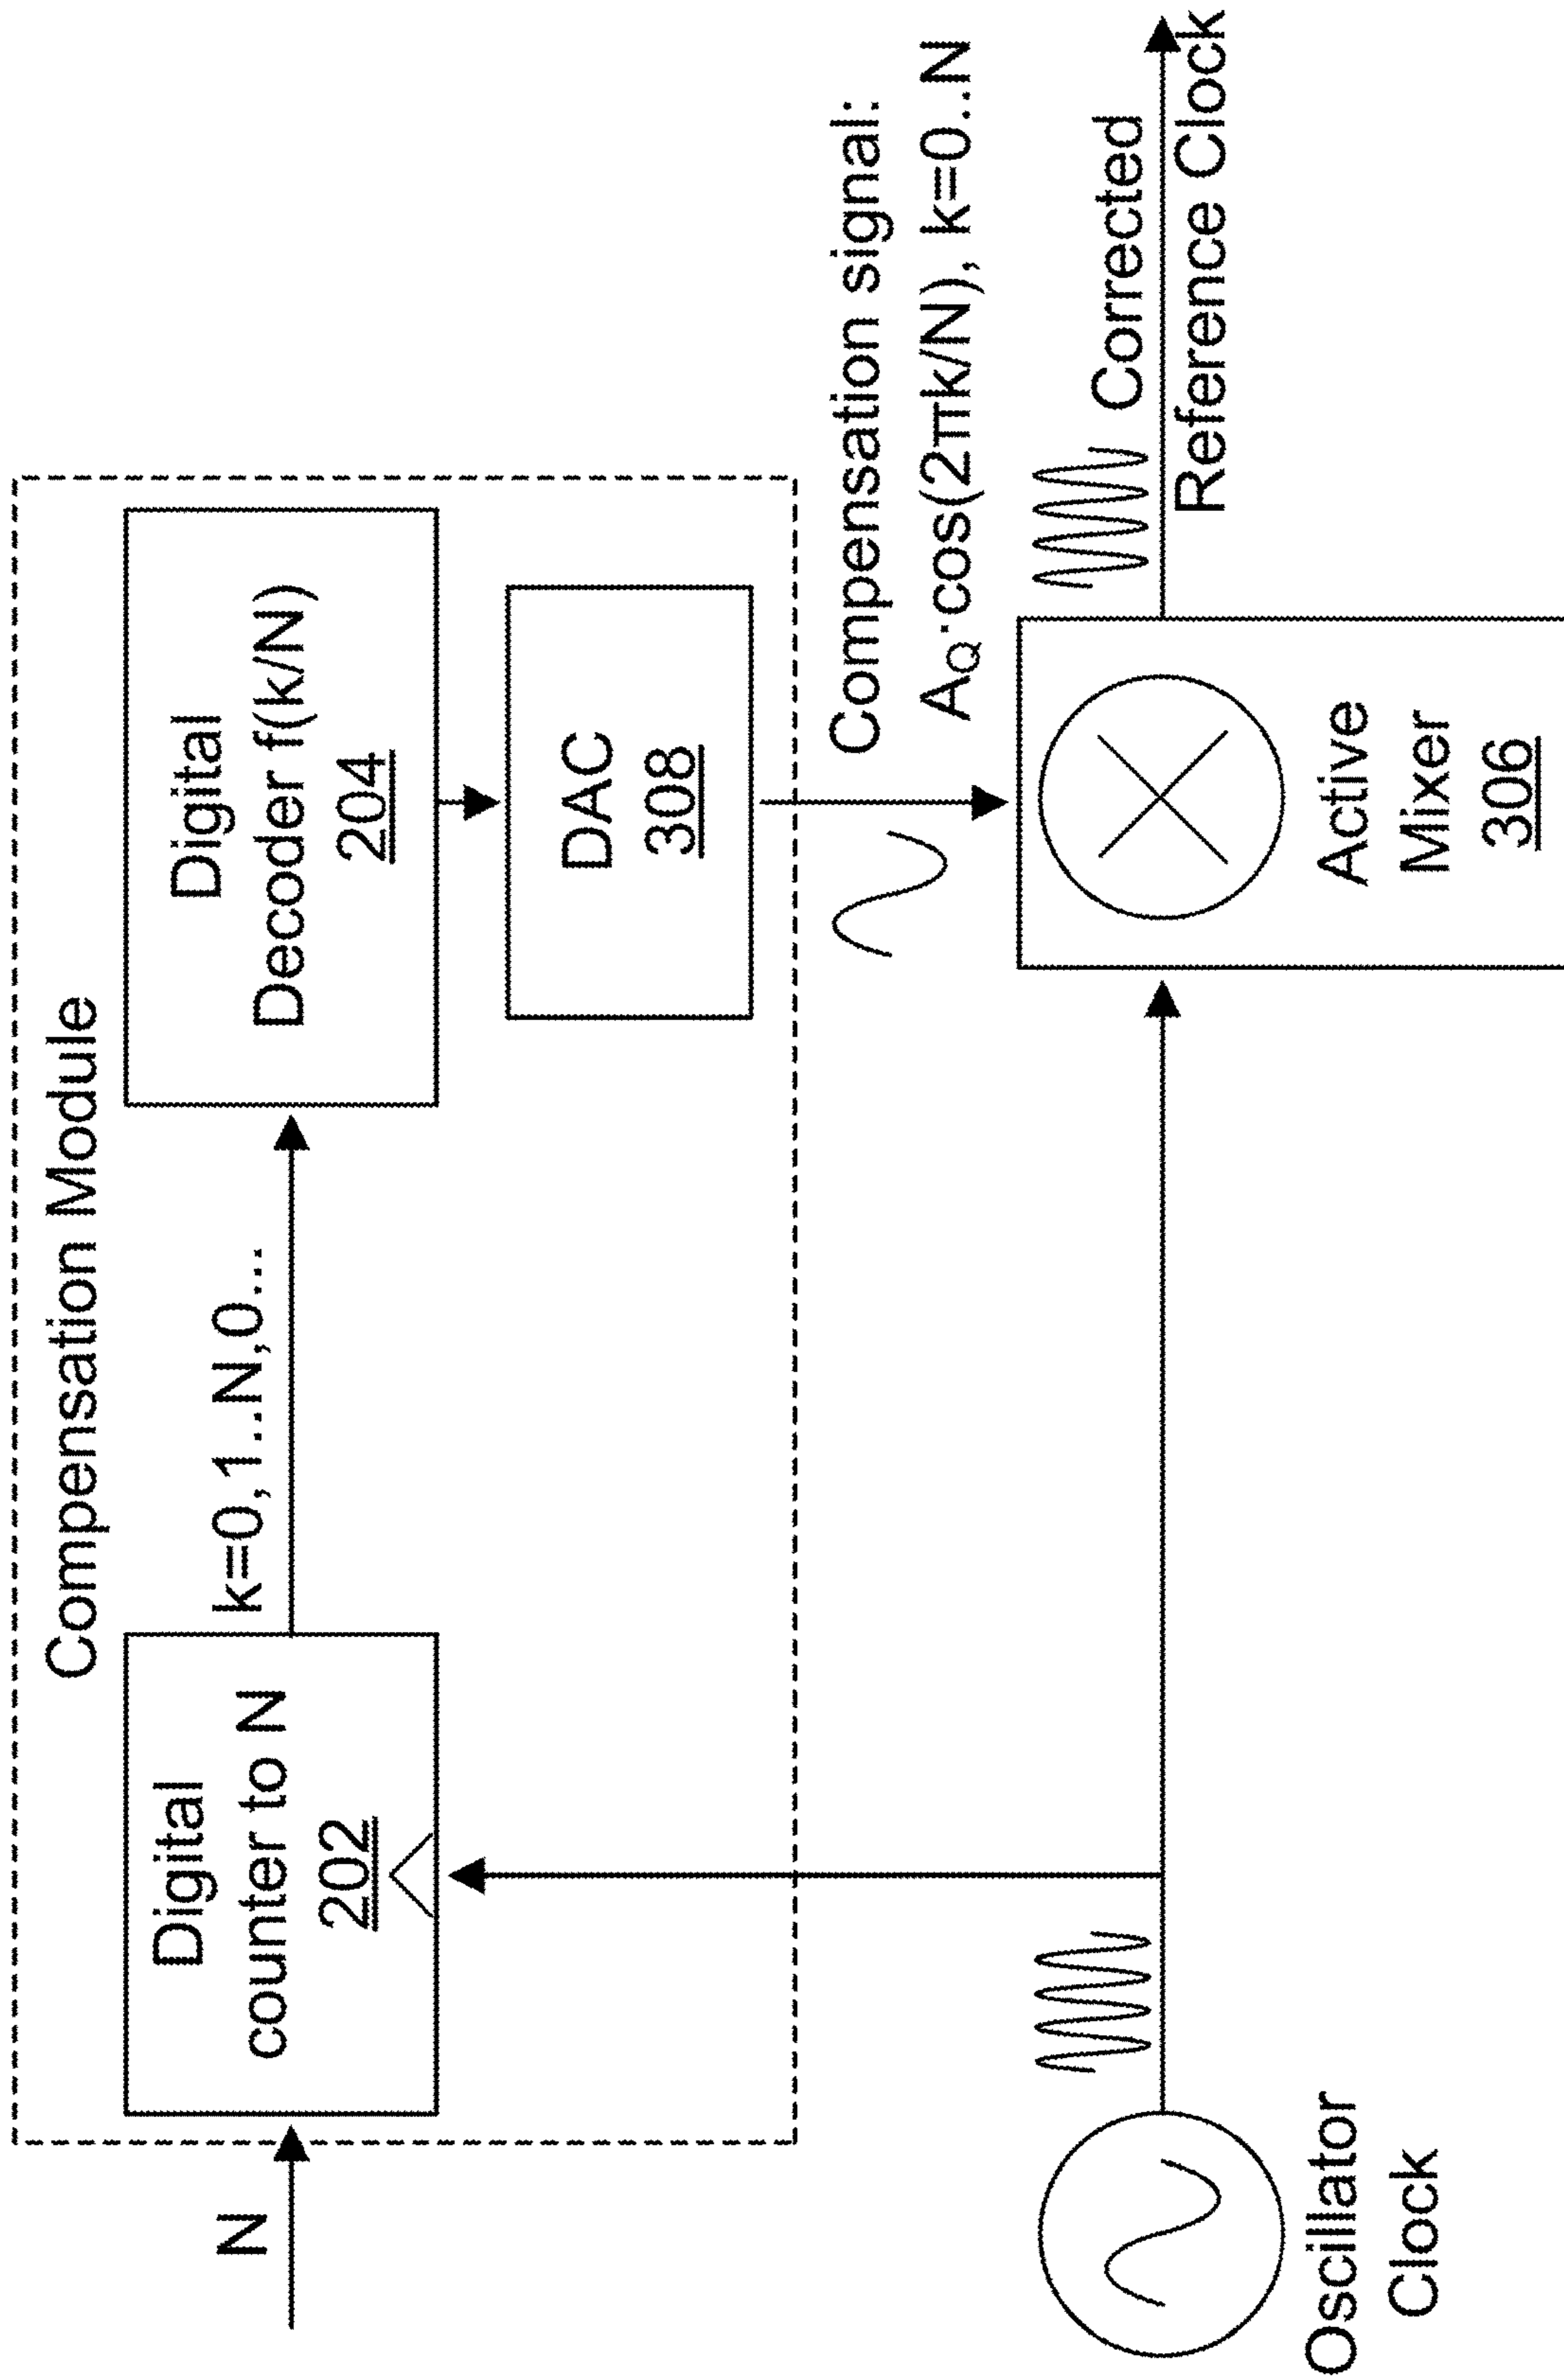 Compensation Module
N
Digital
counter to N
202
k=0,1..N,0...
Digital
Decoder f(k/N)
204
DAC
308
Compensation signal:
A_Q·cos(2πk/N), k=0..N
Oscillator
Clock
Active
Mixer
306
Corrected
Reference Clock